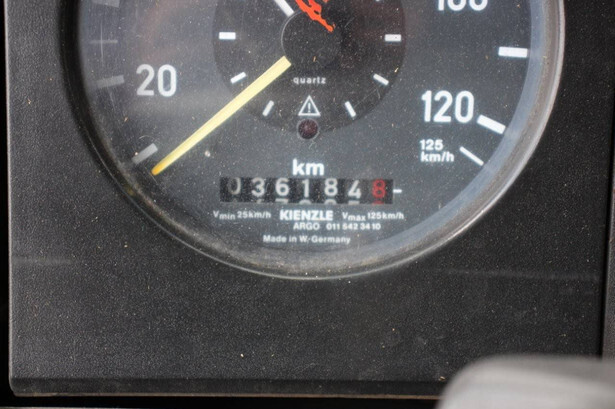 100
20
quartz
120
125
km/h
km
0361848
Vmin 25km/h KIENZLE Vmax 125km/h
ARGO 011 542 34 10
Made in W.-Germany